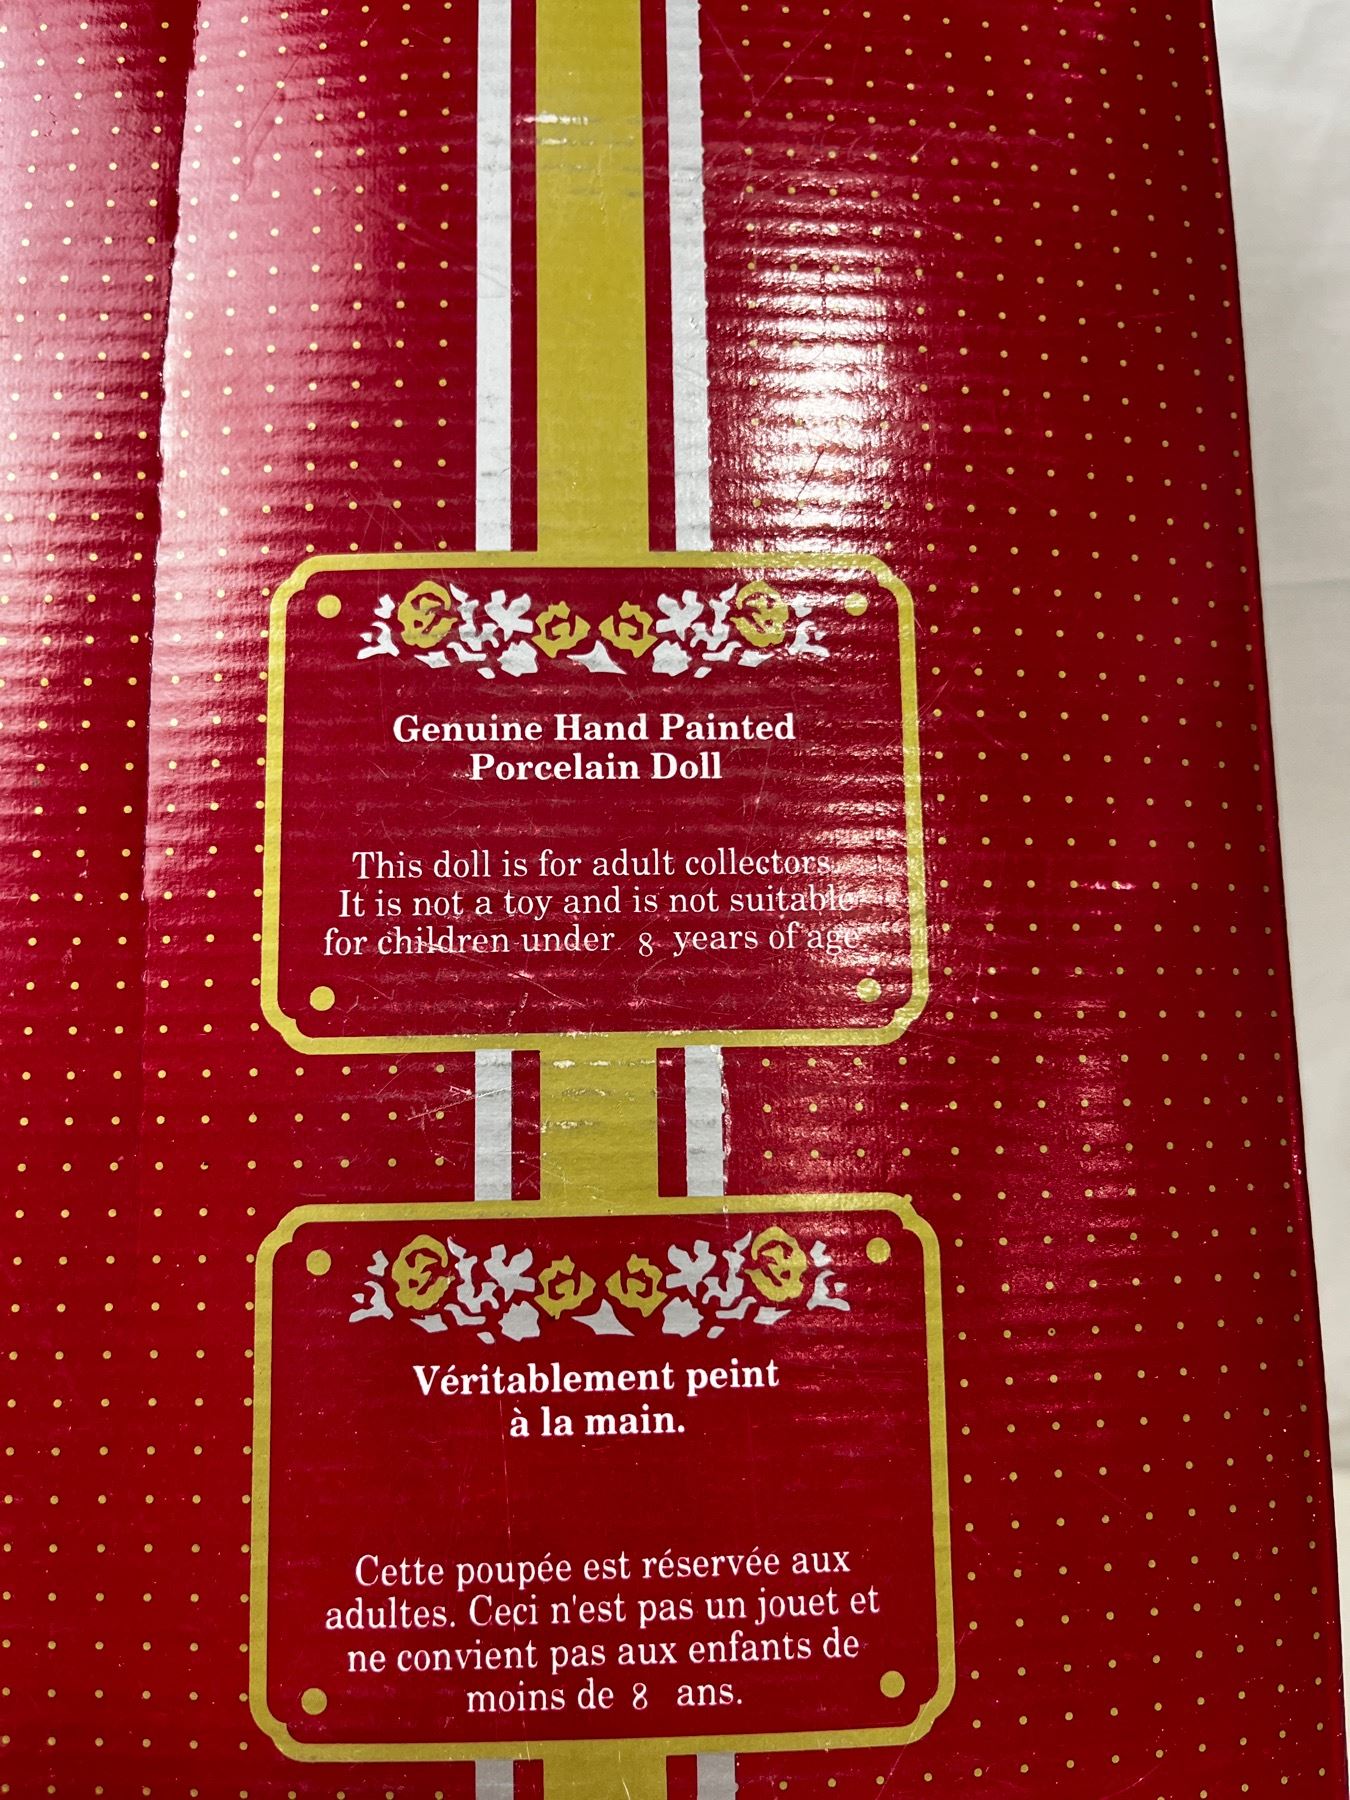 Genuine Hand Painted
Porcelain Doll
This doll is for adult collectors.
It is not a toy and is not suitable
for children under 8 years of age
Véritablement peint
à la main.
Cette poupée est réservée aux
adultes. Ceci n'est pas un jouet et
ne convient pas aux enfants de
moins de 8 ans.